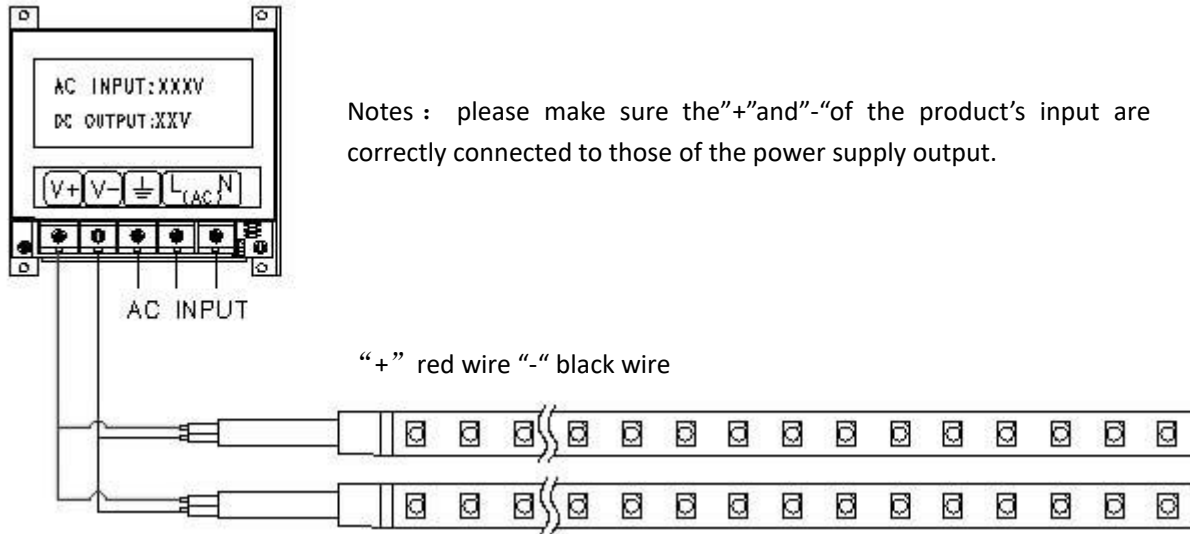 AC INPUT:XXXV
DC OUTPUT:XXV
V+ V- L(AC)N
AC INPUT
Notes： please make sure the”+”and”-“of the product’s input are
correctly connected to those of the power supply output.
“+” red wire “-“ black wire